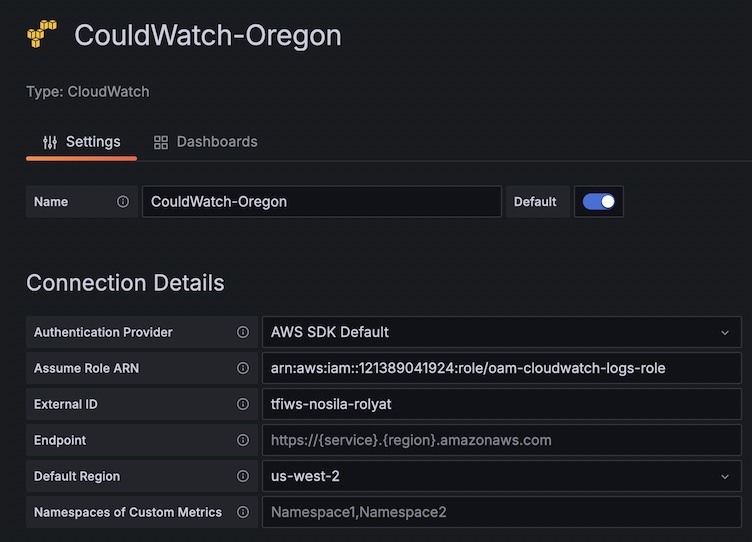 CouldWatch-Oregon
Type: CloudWatch
Settings Dashboards
Name CouldWatch-Oregon Default
Connection Details
Authentication Provider AWS SDK Default
Assume Role ARN arn:aws:iam::121389041924:role/oam-cloudwatch-logs-role
External ID tfiws-nosila-rolyat
Endpoint https://{service}.{region}.amazonaws.com
Default Region us-west-2
Namespaces of Custom Metrics Namespace1,Namespace2